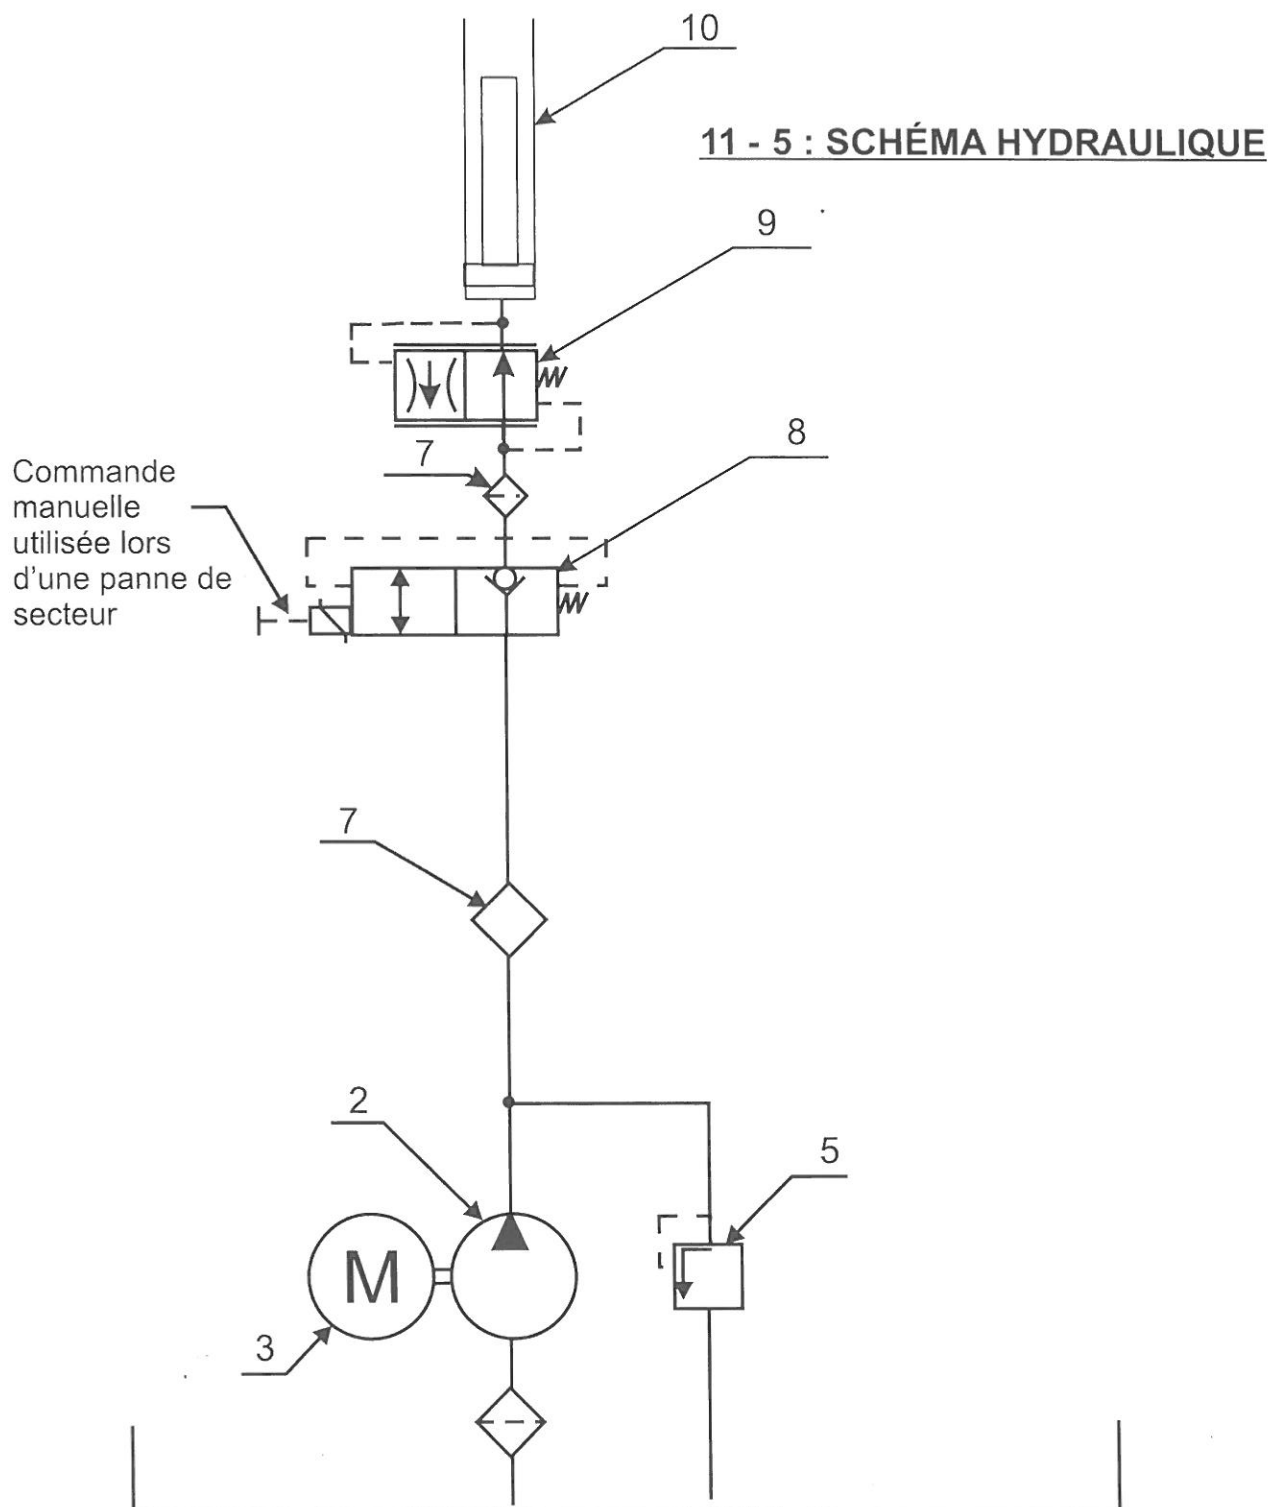 10
11 - 5 : SCHÉMA HYDRAULIQUE
9
7
8
Commande
manuelle
utilisée lors
d'une panne de
secteur
7
2
5
M
3